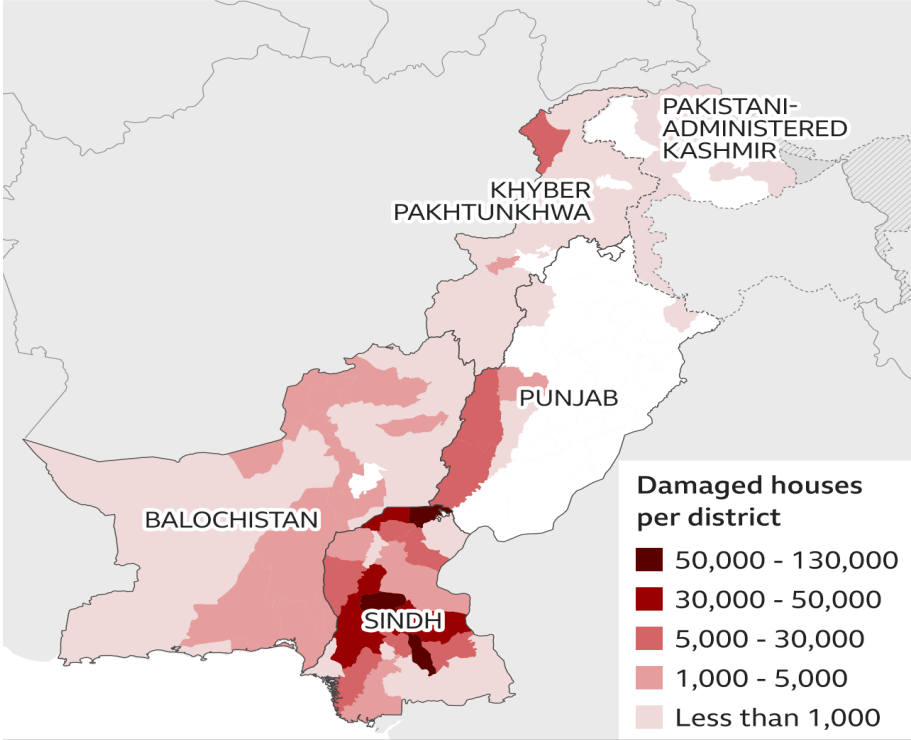 PAKISTANI-
ADMINISTERED
KASHMIR
KHYBER
PAKHTUNKHWA
PUNJAB
BALOCHISTAN
SINDH
Damaged houses
per district
50,000 - 130,000
30,000 - 50,000
5,000 - 30,000
1,000 - 5,000
Less than 1,000